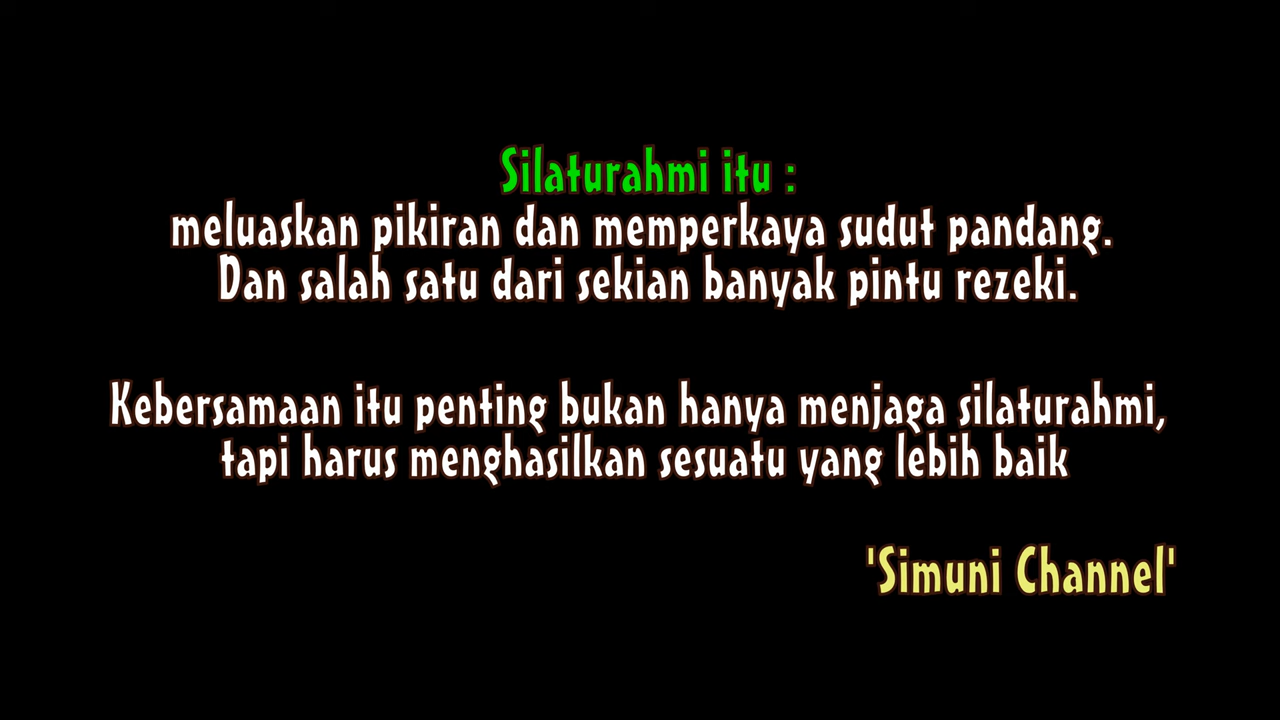 Silaturahmi itu :
meluaskan pikiran dan memperkaya sudut pandang.
Dan salah satu dari sekian banyak pintu rezeki.
Kebersamaan itu penting bukan hanya menjaga silaturahmi,
tapi harus menghasilkan sesuatu yang lebih baik
'Simuni Channel'